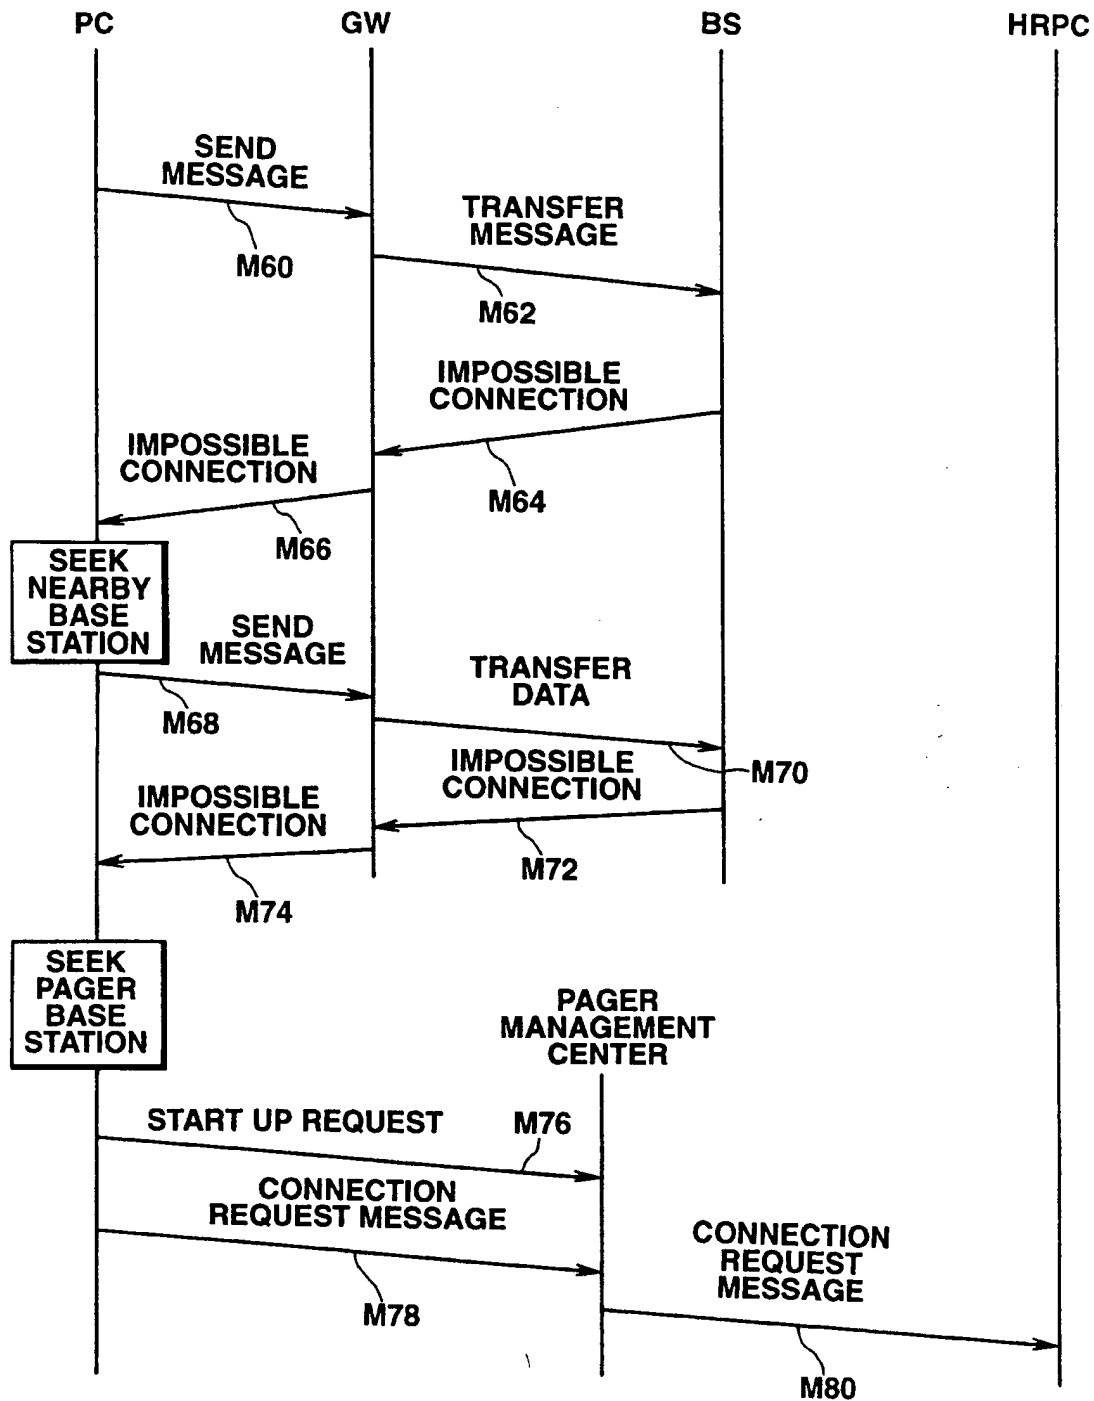 PC GW BS HRPC
SEND
MESSAGE
M60
TRANSFER
MESSAGE
M62
IMPOSSIBLE
CONNECTION
M64
IMPOSSIBLE
CONNECTION
M66
SEEK
NEARBY
BASE
STATION
SEND
MESSAGE
M68
TRANSFER
DATA
M70
IMPOSSIBLE
CONNECTION
M72
IMPOSSIBLE
CONNECTION
M74
SEEK
PAGER
BASE
STATION
PAGER
MANAGEMENT
CENTER
START UP REQUEST
M76
CONNECTION
REQUEST MESSAGE
M78
CONNECTION
REQUEST
MESSAGE
M80